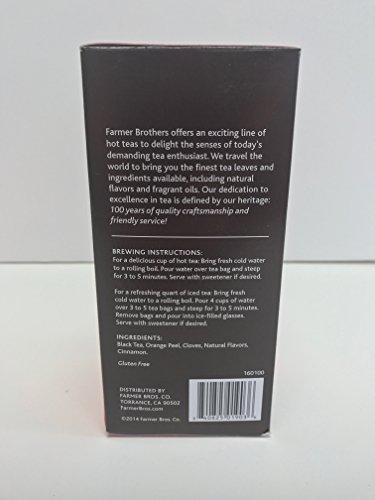 Farmer Brothers offers an exciting line of
hot teas to delight the senses of today's
demanding tea enthusiast. We travel the
world to bring you the finest tea leaves and
ingredients available, including natural
flavors and fragrant oils. Our dedication to
excellence in tea is defined by our heritage:
100 years of quality craftsmanship and
friendly service!
BREWING INSTRUCTIONS:
For a delicious cup of hot tea: Bring fresh cold water
to a rolling boil. Pour water over tea bag and steep
for 3 to 5 minutes. Serve with sweetener if desired.
For a refreshing quart of iced tea: Bring fresh
cold water to a rolling boil. Pour 4 cups of water
over 3 to 5 tea bags and steep for 3 to 5 minutes.
Remove bags and pour into ice-filled glasses.
Serve with sweetener if desired.
INGREDIENTS:
Black Tea, Orange Peel, Cloves, Natural Flavors,
Cinnamon.
Gluten Free
160100
DISTRIBUTED BY
FARMER BROS. CO.
TORRANCE, CA 90502
FarmerBros.com
©2014 Farmer Bros. Co.